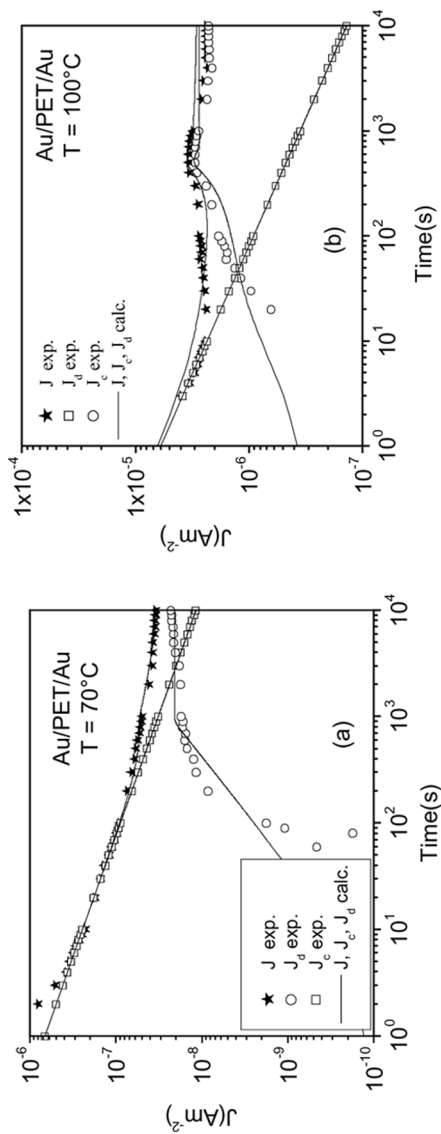 Au/PET/Au
T = 70°C
J(Am⁻²)
10⁻⁶
10⁻⁷
10⁻⁸
10⁻⁹
10⁻¹⁰
J exp.
J_d exp.
J_c exp.
J, J_c, J_d calc.
(a)
10⁰
10¹
10²
10³
10⁴
Time(s)
Au/PET/Au
T = 100°C
J(Am⁻²)
1x10⁻⁴
1x10⁻⁵
10⁻⁶
10⁻⁷
J exp.
J_d exp.
J_c exp.
J, J_c, J_d calc.
(b)
10⁰
10¹
10²
10³
10⁴
Time(s)